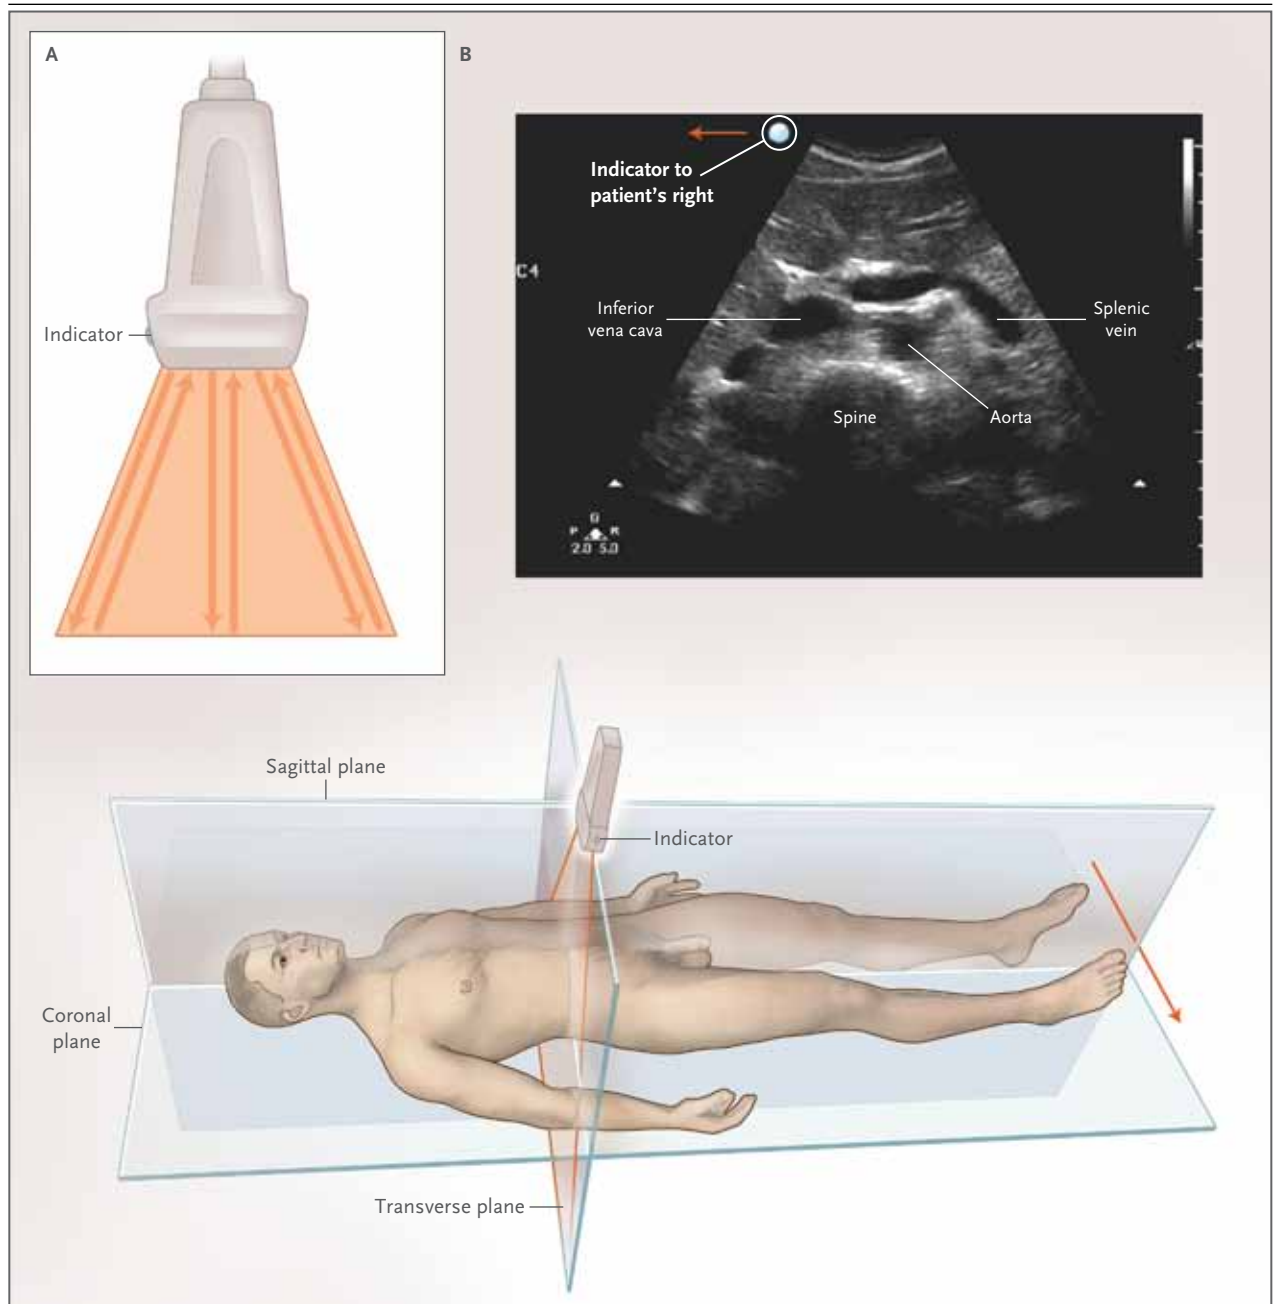 A
B
Indicator
Indicator to
patient's right
C4
Inferior
vena cava
Splenic
vein
Spine
Aorta
G
P R
2.0 5.0
Sagittal plane
Indicator
Coronal
plane
Transverse plane